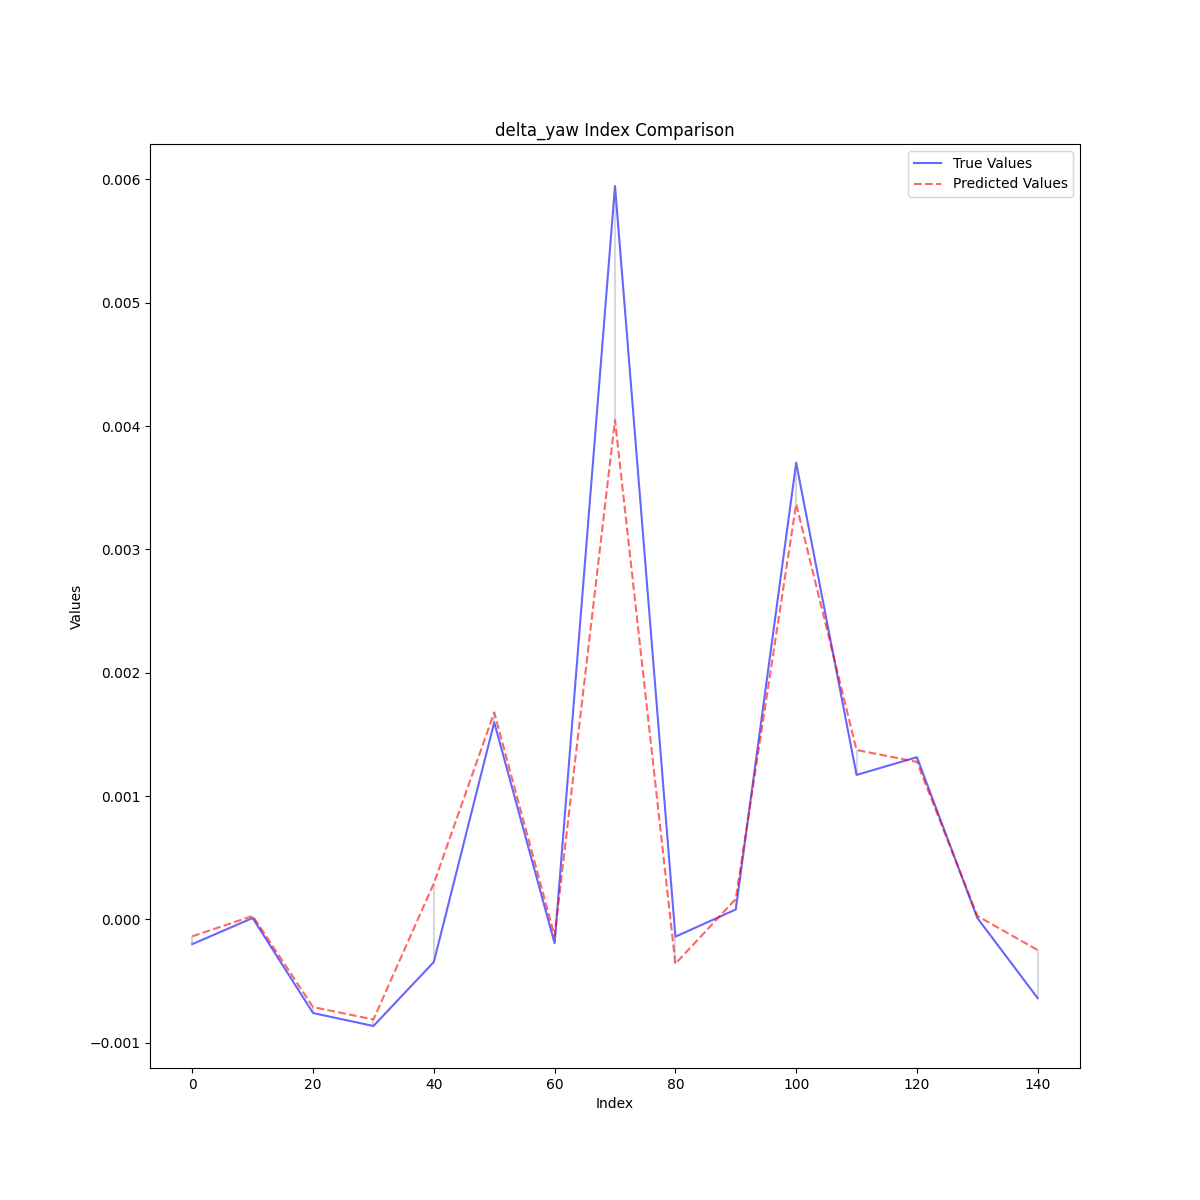 delta_yaw Index Comparison
True Values
Predicted Values
0.006
0.005
0.004
0.003
0.002
0.001
0.000
−0.001
Values
0 20 40 60 80 100 120 140
Index